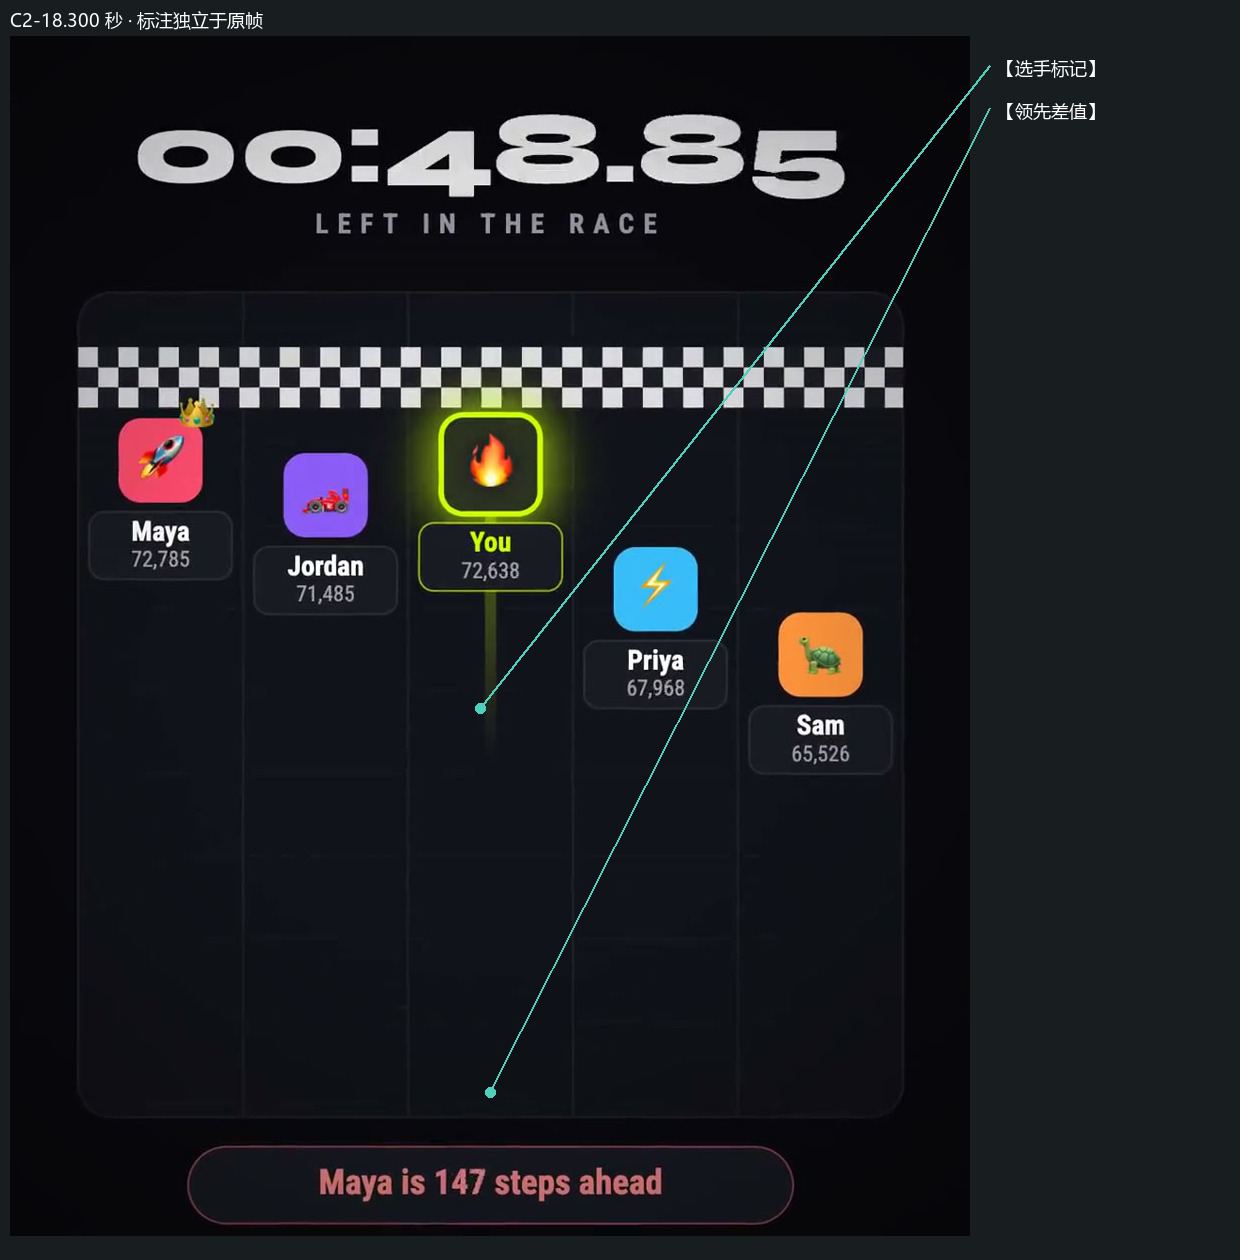 C2-18.300 秒 · 标注独立于原帧
【选手标记】
【领先差值】
00:48.85
LEFT IN THE RACE
Maya
72,785
Jordan
71,485
You
72,638
Priya
67,968
Sam
65,526
Maya is 147 steps ahead